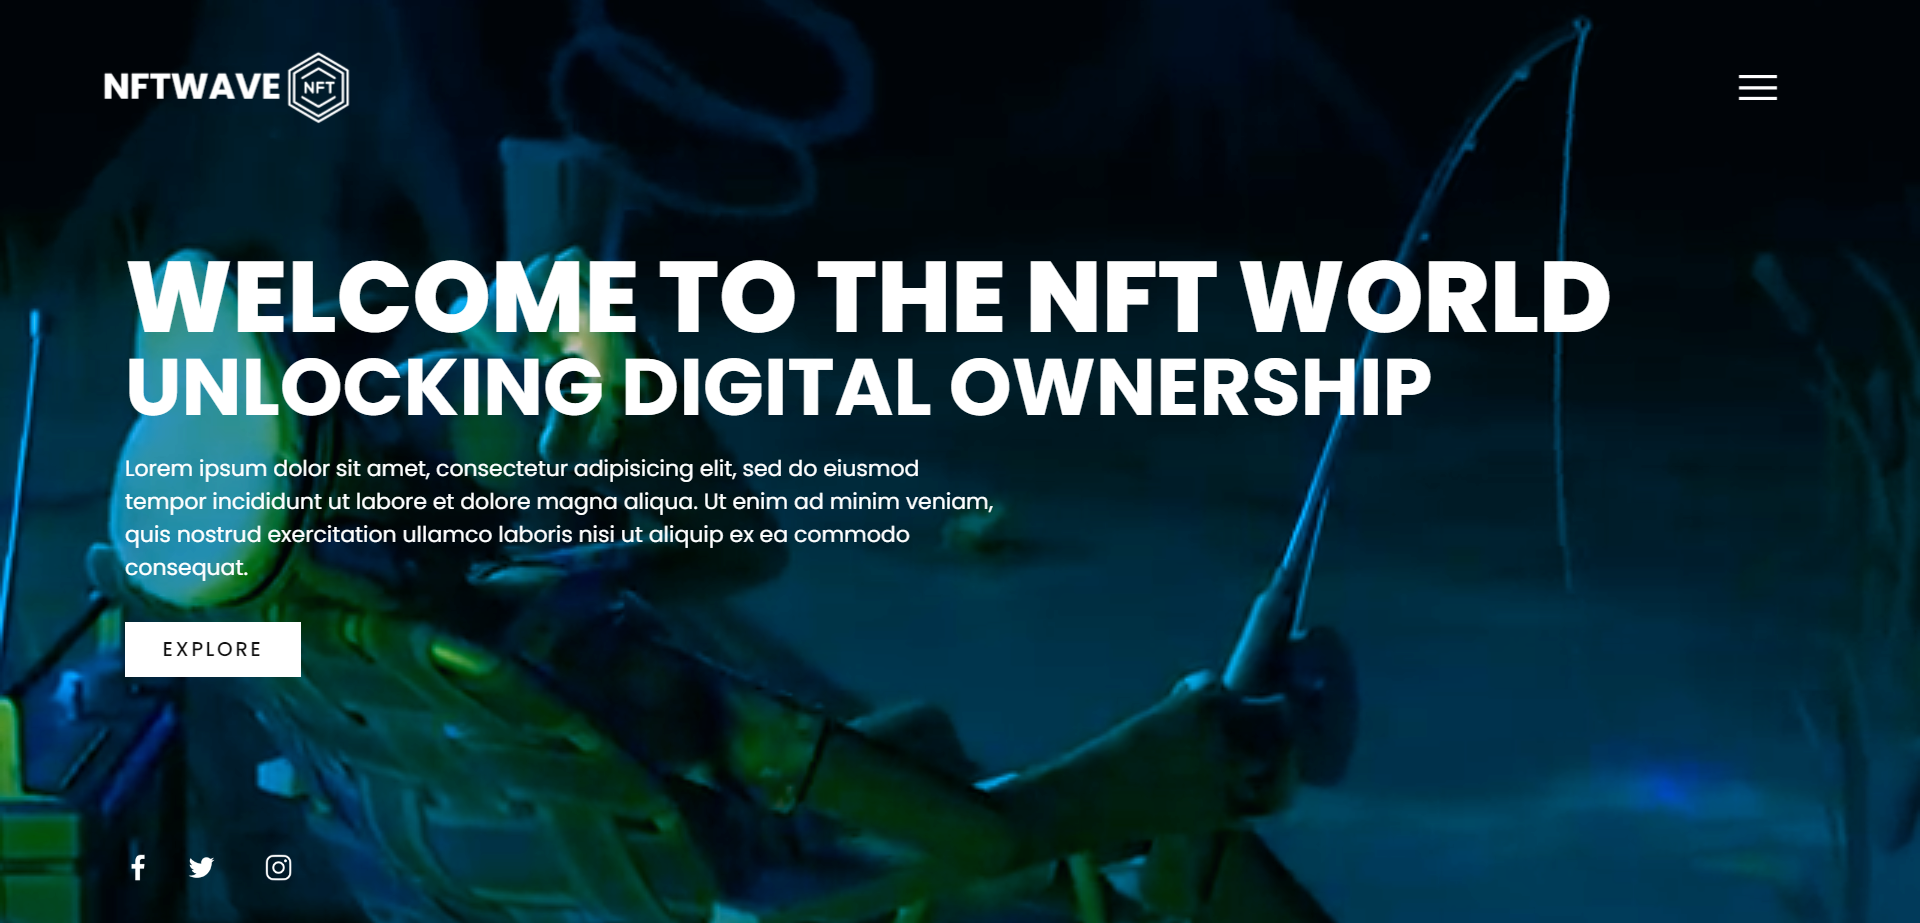 NFTWAVE NFT
WELCOME TO THE NFT WORLD
UNLOCKING DIGITAL OWNERSHIP
Lorem ipsum dolor sit amet, consectetur adipisicing elit, sed do eiusmod
tempor incididunt ut labore et dolore magna aliqua. Ut enim ad minim veniam,
quis nostrud exercitation ullamco laboris nisi ut aliquip ex ea commodo
consequat.
EXPLORE